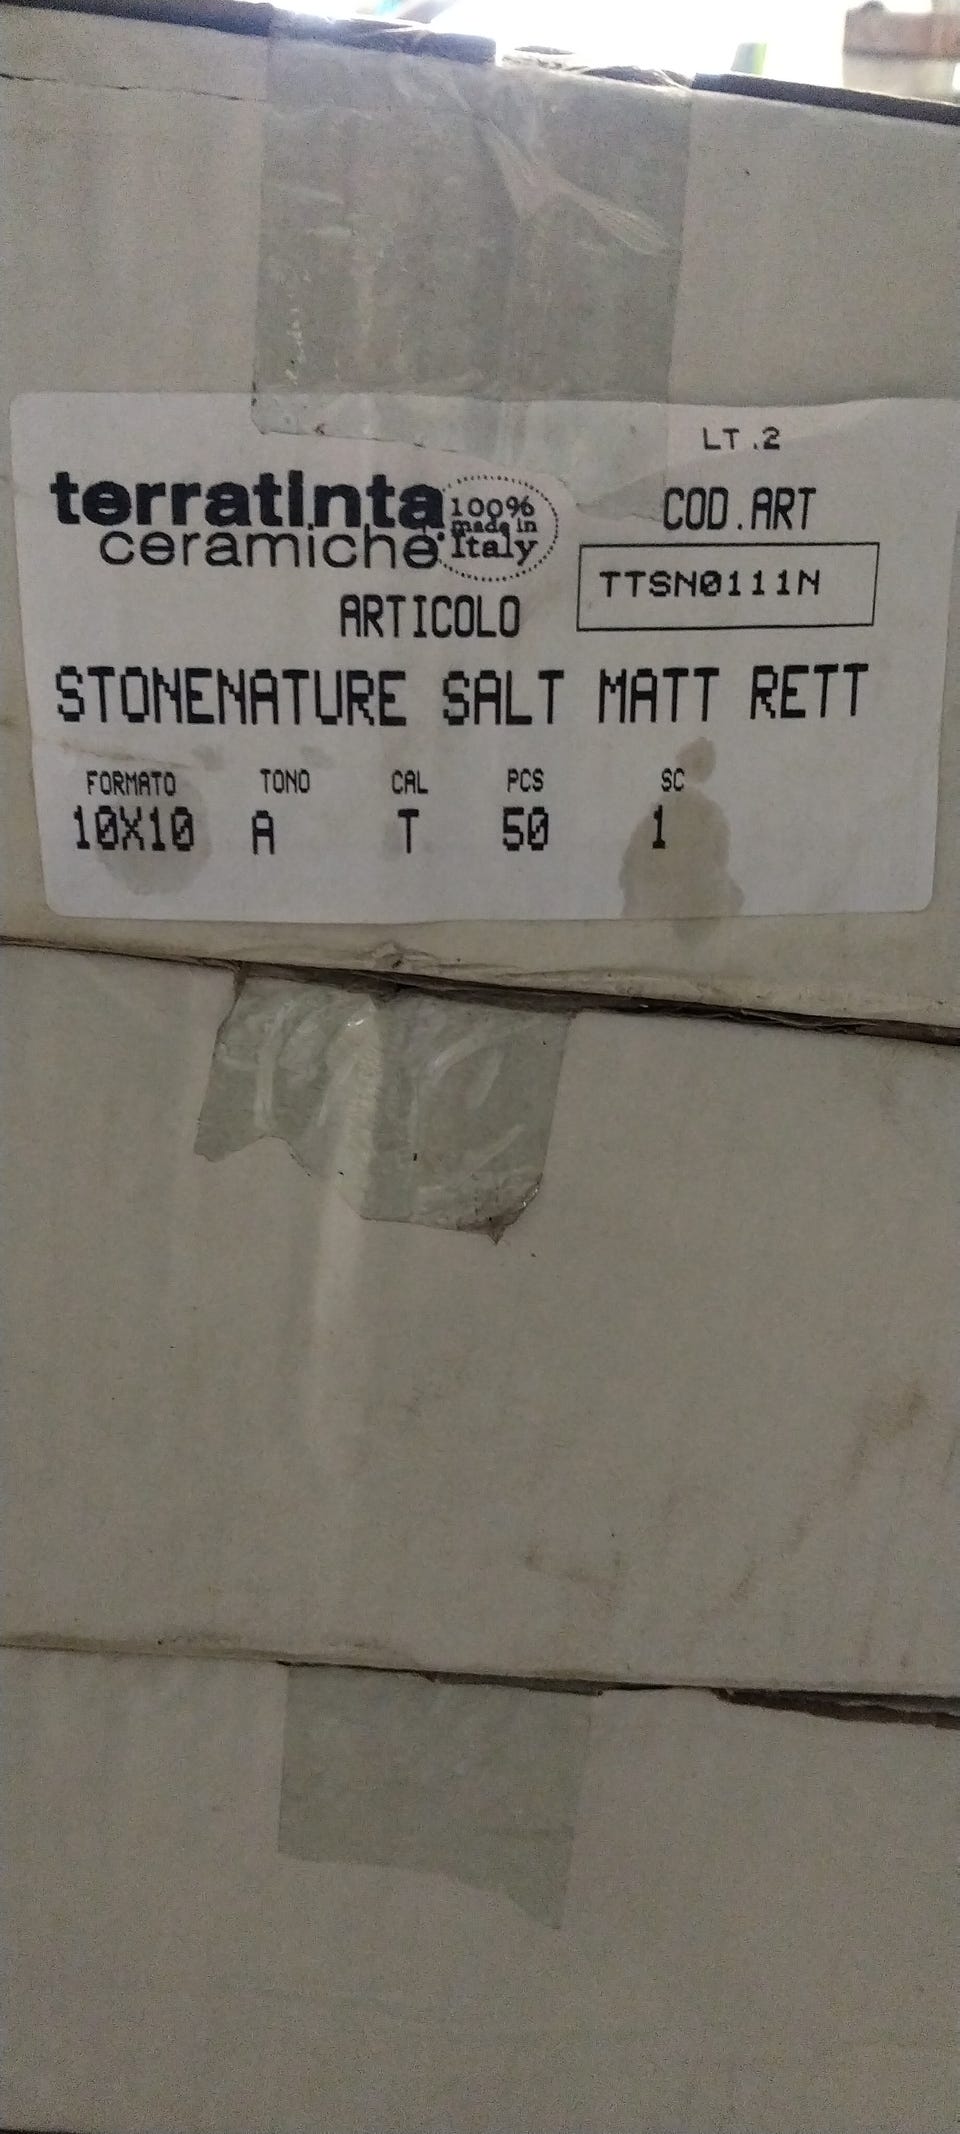 LT.2
terratinta
ceramiche
100%
made in
Italy
COD.ART
TTSN0111N
ARTICOLO
STONENATURE SALT MATT RETT
FORMATO TONO CAL PCS SC
10X10 A T 50 1